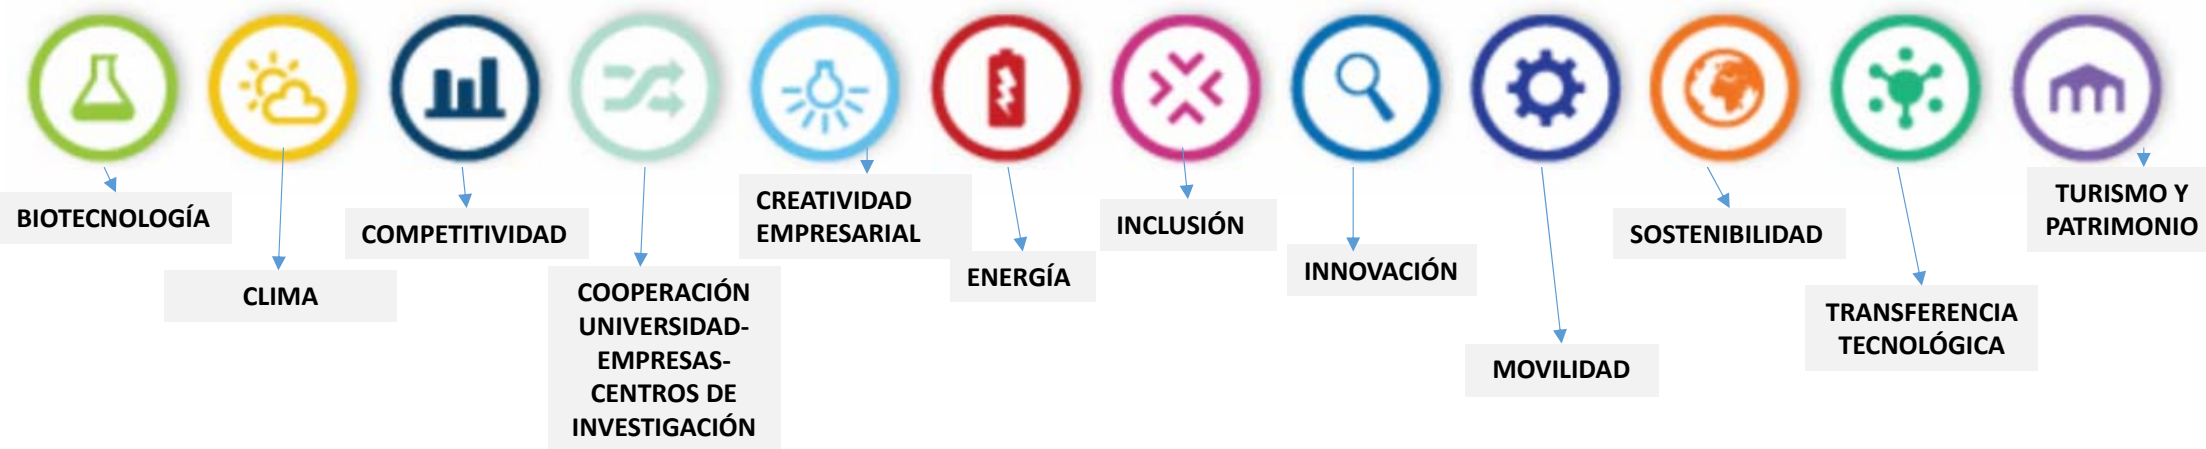 BIOTECNOLOGÍA
CLIMA
COMPETITIVIDAD
COOPERACIÓN
UNIVERSIDAD-
EMPRESAS-
CENTROS DE
INVESTIGACIÓN
CREATIVIDAD
EMPRESARIAL
ENERGÍA
INCLUSIÓN
INNOVACIÓN
MOVILIDAD
SOSTENIBILIDAD
TRANSFERENCIA
TECNOLÓGICA
TURISMO Y
PATRIMONIO